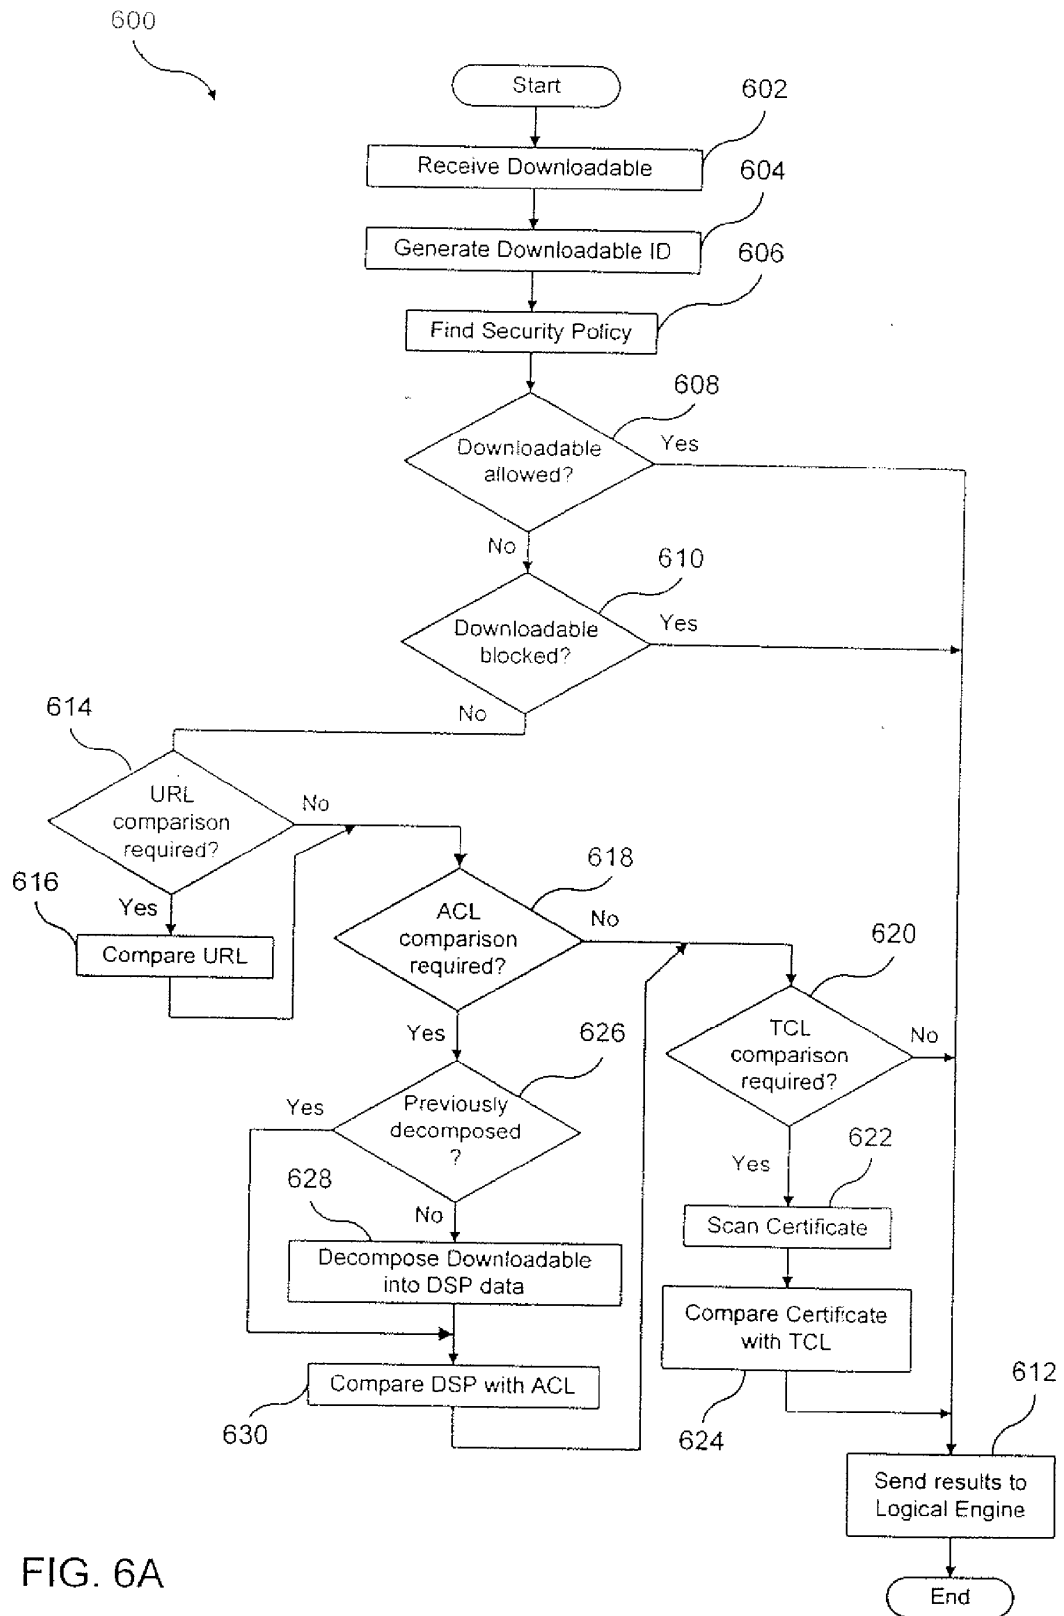 600
Start
602
Receive Downloadable
604
Generate Downloadable ID
606
Find Security Policy
608
Downloadable
allowed?
Yes
No
610
Downloadable
blocked?
Yes
No
614
URL
comparison
required?
No
616
Yes
Compare URL
618
ACL
comparison
required?
No
620
TCL
comparison
required?
No
Yes
626
Previously
decomposed
?
Yes
622
Yes
Scan Certificate
628
No
Decompose Downloadable
into DSP data
Compare Certificate
with TCL
Compare DSP with ACL
630
624
612
Send results to
Logical Engine
End
FIG. 6A